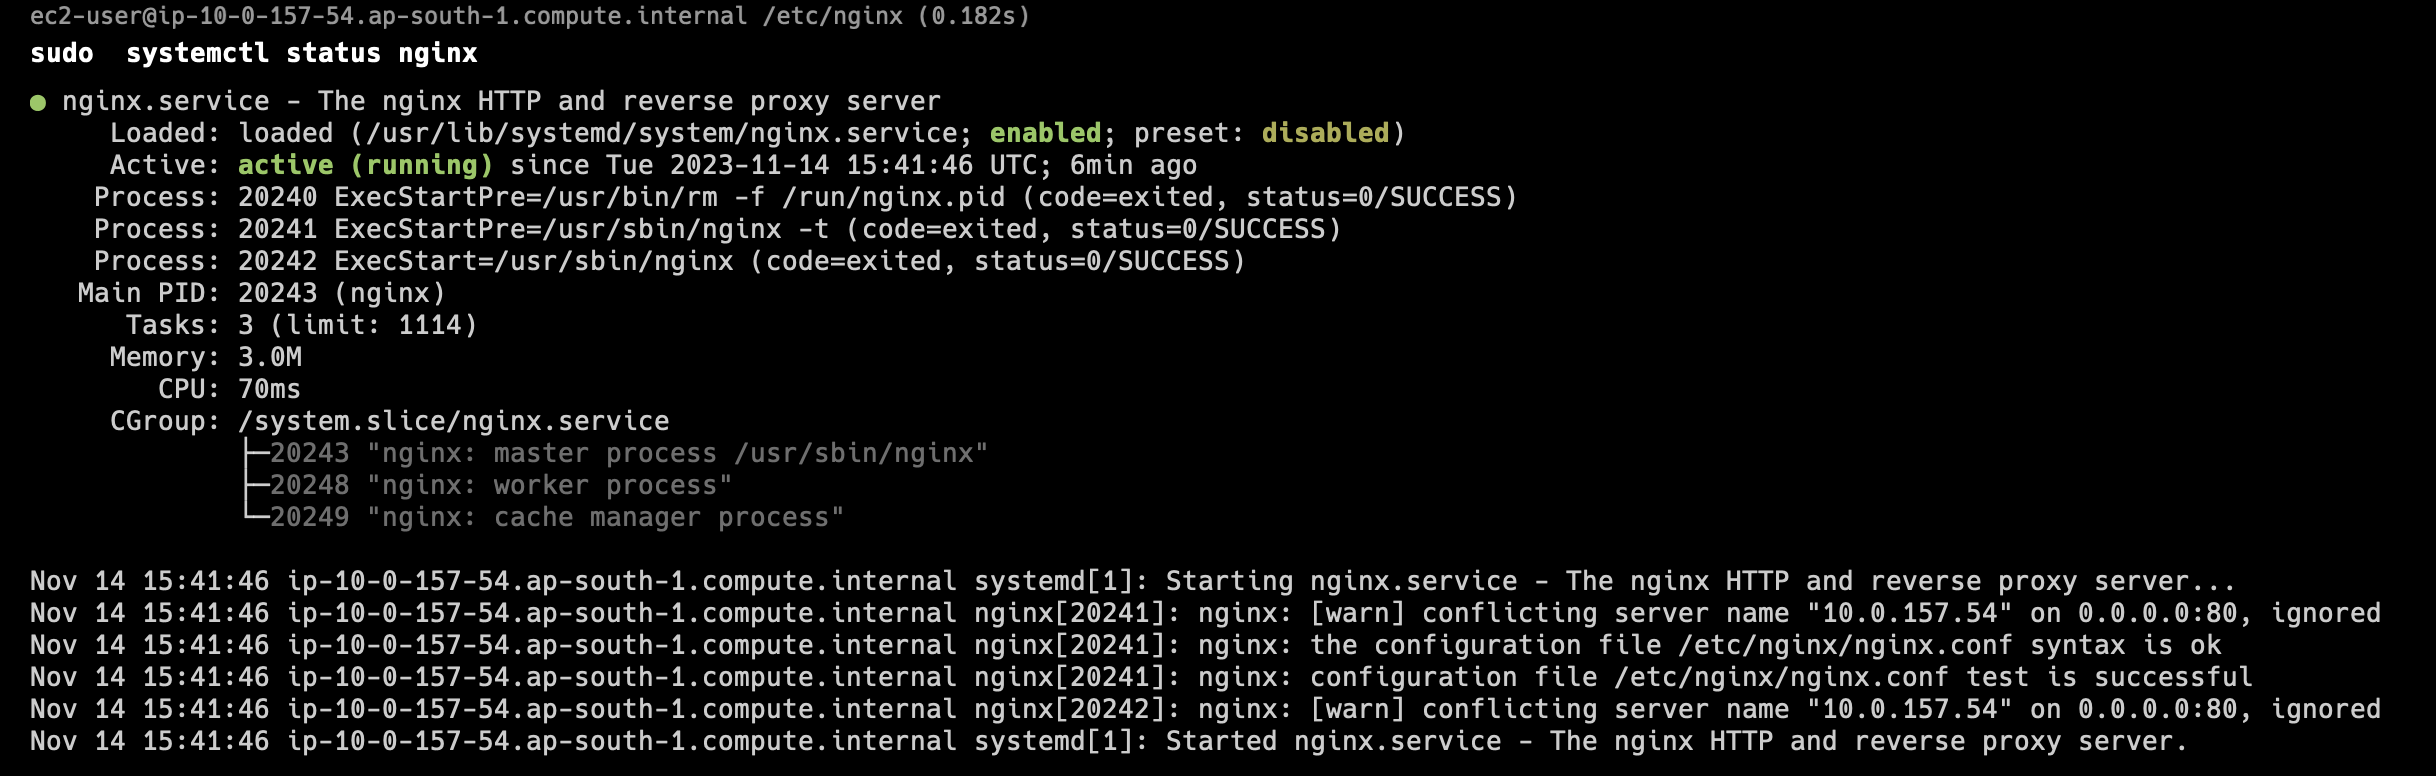 ec2-user@ip-10-0-157-54.ap-south-1.compute.internal /etc/nginx (0.182s)
sudo  systemctl status nginx
● nginx.service - The nginx HTTP and reverse proxy server
     Loaded: loaded (/usr/lib/systemd/system/nginx.service; enabled; preset: disabled)
     Active: active (running) since Tue 2023-11-14 15:41:46 UTC; 6min ago
    Process: 20240 ExecStartPre=/usr/bin/rm -f /run/nginx.pid (code=exited, status=0/SUCCESS)
    Process: 20241 ExecStartPre=/usr/sbin/nginx -t (code=exited, status=0/SUCCESS)
    Process: 20242 ExecStart=/usr/sbin/nginx (code=exited, status=0/SUCCESS)
   Main PID: 20243 (nginx)
      Tasks: 3 (limit: 1114)
     Memory: 3.0M
        CPU: 70ms
     CGroup: /system.slice/nginx.service
             ├─20243 "nginx: master process /usr/sbin/nginx"
             ├─20248 "nginx: worker process"
             └─20249 "nginx: cache manager process"
Nov 14 15:41:46 ip-10-0-157-54.ap-south-1.compute.internal systemd[1]: Starting nginx.service - The nginx HTTP and reverse proxy server...
Nov 14 15:41:46 ip-10-0-157-54.ap-south-1.compute.internal nginx[20241]: nginx: [warn] conflicting server name "10.0.157.54" on 0.0.0.0:80, ignored
Nov 14 15:41:46 ip-10-0-157-54.ap-south-1.compute.internal nginx[20241]: nginx: the configuration file /etc/nginx/nginx.conf syntax is ok
Nov 14 15:41:46 ip-10-0-157-54.ap-south-1.compute.internal nginx[20241]: nginx: configuration file /etc/nginx/nginx.conf test is successful
Nov 14 15:41:46 ip-10-0-157-54.ap-south-1.compute.internal nginx[20242]: nginx: [warn] conflicting server name "10.0.157.54" on 0.0.0.0:80, ignored
Nov 14 15:41:46 ip-10-0-157-54.ap-south-1.compute.internal systemd[1]: Started nginx.service - The nginx HTTP and reverse proxy server.